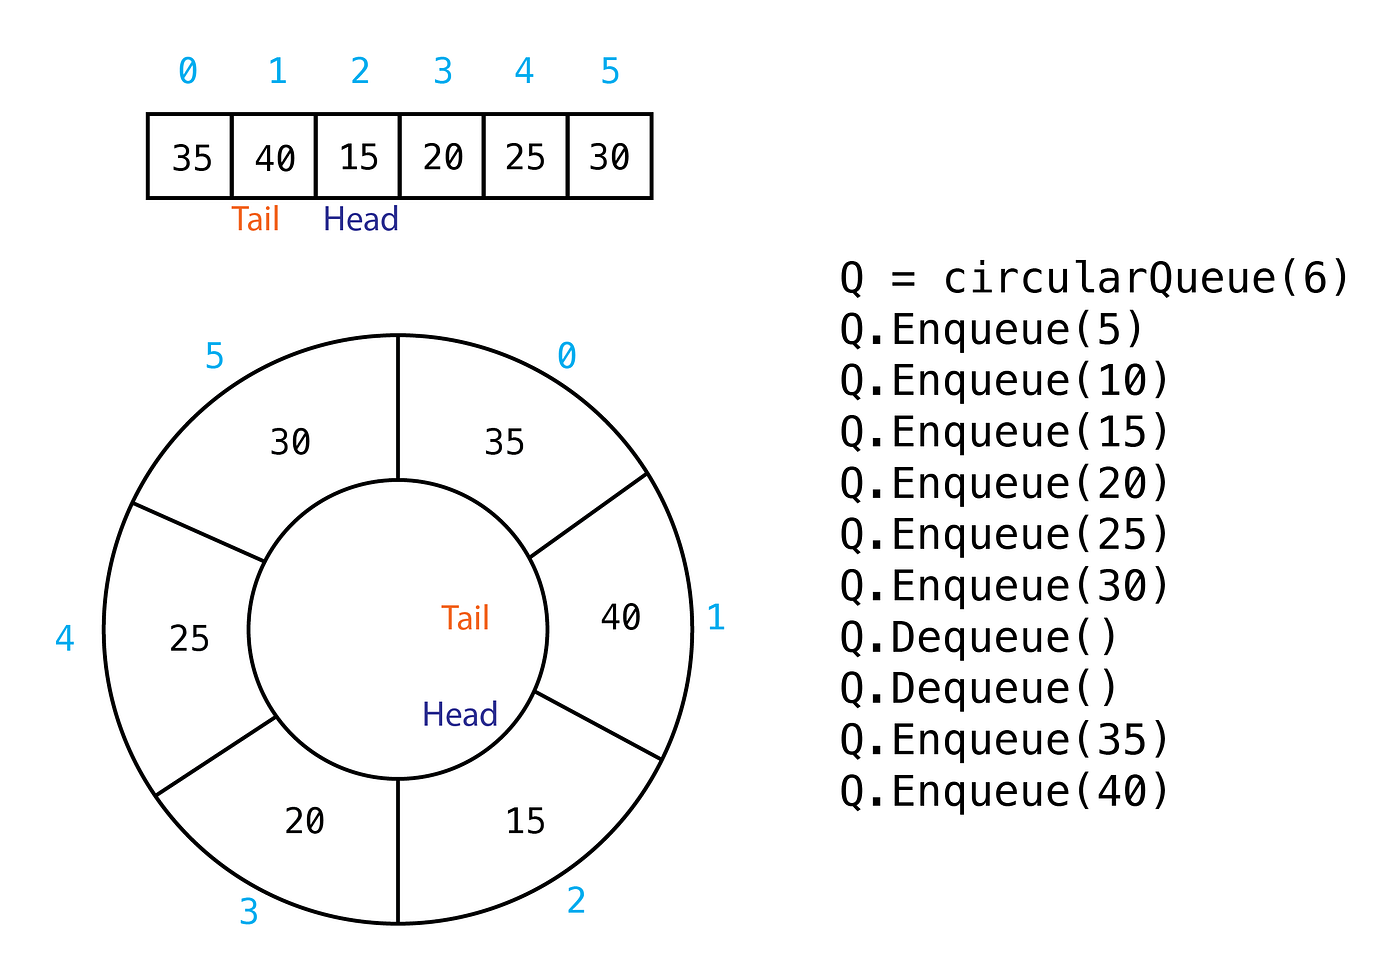 0 1 2 3 4 5
35 40 15 20 25 30
Tail Head
5 0
30 35
4 25 Tail 40 1
Head
20 15
3 2
Q = circularQueue(6)
Q.Enqueue(5)
Q.Enqueue(10)
Q.Enqueue(15)
Q.Enqueue(20)
Q.Enqueue(25)
Q.Enqueue(30)
Q.Dequeue()
Q.Dequeue()
Q.Enqueue(35)
Q.Enqueue(40)